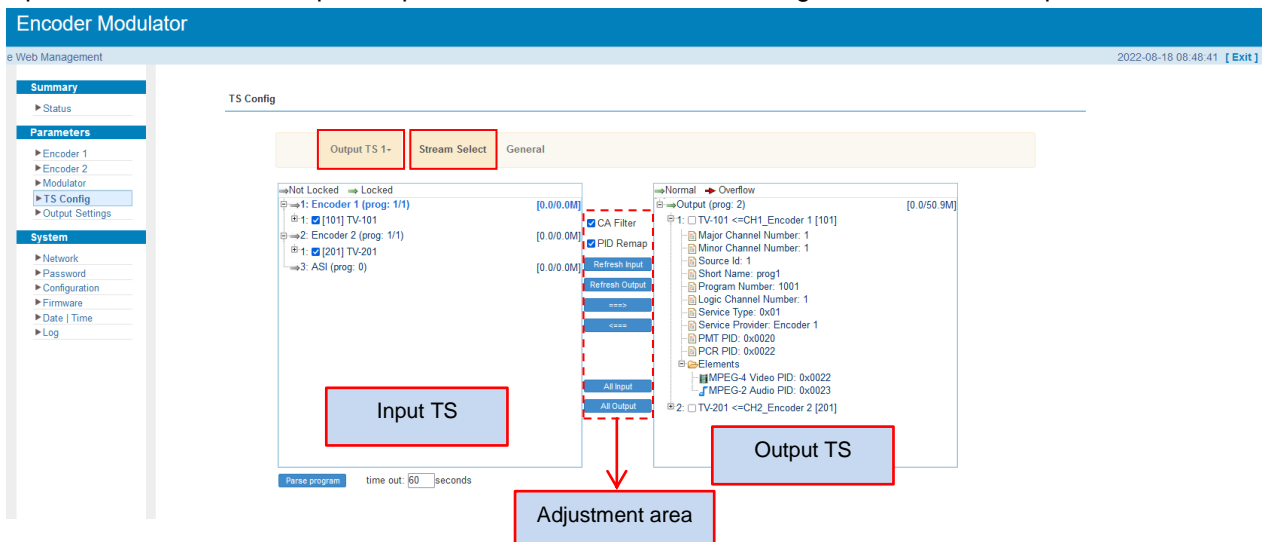 Encoder Modulator
e Web Management
2022-08-18 08:48:41 [ Exit ]
Summary
Status
Parameters
Encoder 1
Encoder 2
Modulator
TS Config
Output Settings
System
Network
Password
Configuration
Firmware
Date | Time
Log
TS Config
Output TS 1
Stream Select
General
Not Locked Locked
1: Encoder 1 (prog: 1/1) [0.0/0.0M]
1: [101] TV-101
2: Encoder 2 (prog: 1/1) [0.0/0.0M]
1: [201] TV-201
3: ASI (prog: 0) [0.0/0.0M]
Input TS
Parse program time out: 60 seconds
CA Filter
PID Remap
Refresh Input
Refresh Output
===>
<===
All Input
All Output
Adjustment area
Normal Overflow
Output (prog: 2) [0.0/50.9M]
1: TV-101 <=CH1_Encoder 1 [101]
Major Channel Number: 1
Minor Channel Number: 1
Source Id: 1
Short Name: prog1
Program Number: 1001
Logic Channel Number: 1
Service Type: 0x01
Service Provider: Encoder 1
PMT PID: 0x0020
PCR PID: 0x0022
Elements
MPEG-4 Video PID: 0x0022
MPEG-2 Audio PID: 0x0023
2: TV-201 <=CH2_Encoder 2 [201]
Output TS